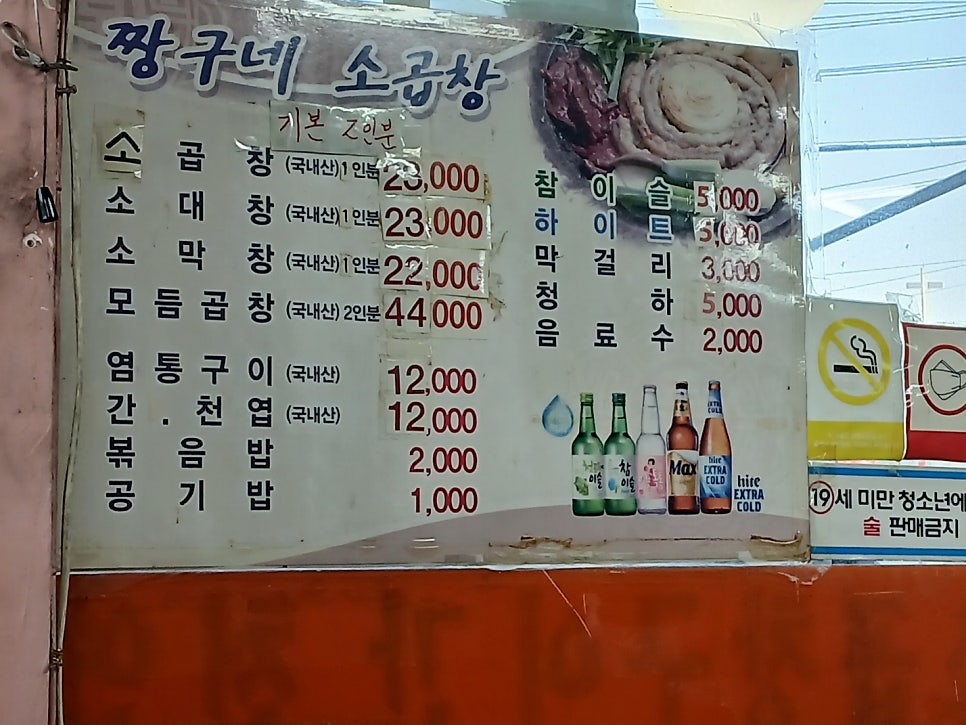 짱구네 소곱창
기본 2인분
소 곱 창 (국내산) 1인분 23,000
소 대 창 (국내산) 1인분 23,000
소 막 창 (국내산) 1인분 22,000
모듬곱창 (국내산) 2인분 44,000
염통구이 (국내산) 12,000
간.천엽 (국내산) 12,000
볶음밥 2,000
공기밥 1,000
참이슬 5,000
하이트 5,000
막걸리 3,000
청하 5,000
음료수 2,000
이슬
참이슬
Max
hite
EXTRA
COLD
hite
EXTRA
COLD
19세 미만 청소년에
술 판매금지